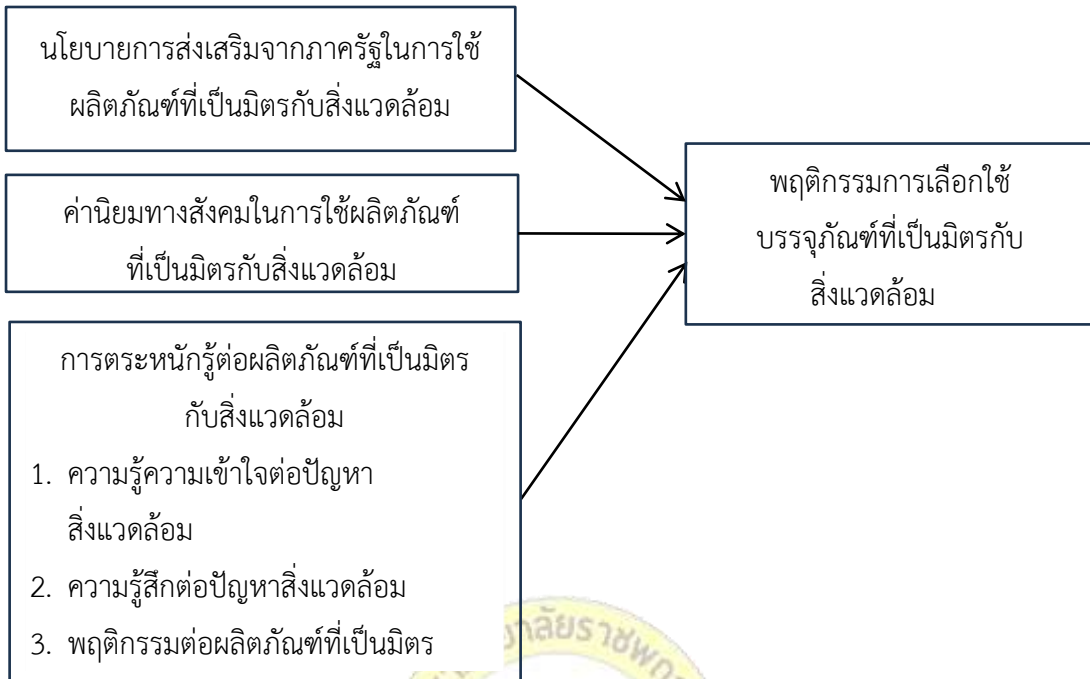 นโยบายการส่งเสริมจากภาครัฐในการใช้
ผลิตภัณฑ์ที่เป็นมิตรกับสิ่งแวดล้อม
ค่านิยมทางสังคมในการใช้ผลิตภัณฑ์
ที่เป็นมิตรกับสิ่งแวดล้อม
การตระหนักรู้ต่อผลิตภัณฑ์ที่เป็นมิตร
กับสิ่งแวดล้อม
1. ความรู้ความเข้าใจต่อปัญหา
สิ่งแวดล้อม
2. ความรู้สึกต่อปัญหาสิ่งแวดล้อม
3. พฤติกรรมต่อผลิตภัณฑ์ที่เป็นมิตร
พฤติกรรมการเลือกใช้
บรรจุภัณฑ์ที่เป็นมิตรกับ
สิ่งแวดล้อม